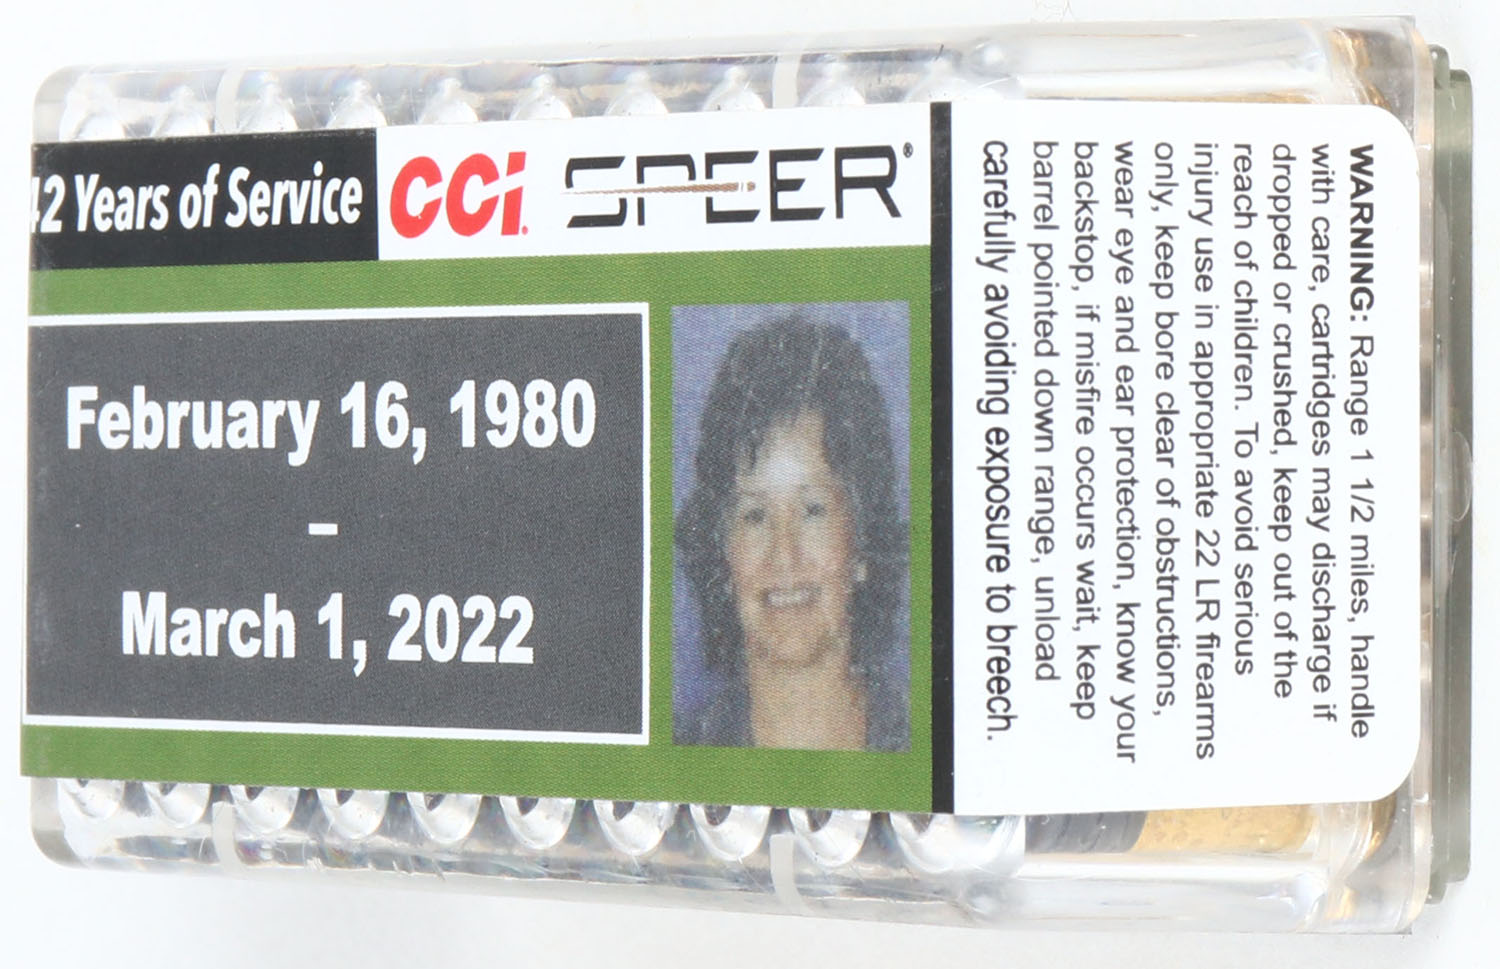 42 Years of Service
CCI. SPEER®
February 16, 1980
–
March 1, 2022
WARNING: Range 1 1/2 miles, handle
with care, cartridges may discharge if
dropped or crushed, keep out of the
reach of children. To avoid serious
injury use in appropriate 22 LR firearms
only, keep bore clear of obstructions,
wear eye and ear protection, know your
backstop, if misfire occurs wait, keep
barrel pointed down range, unload
carefully avoiding exposure to breech.